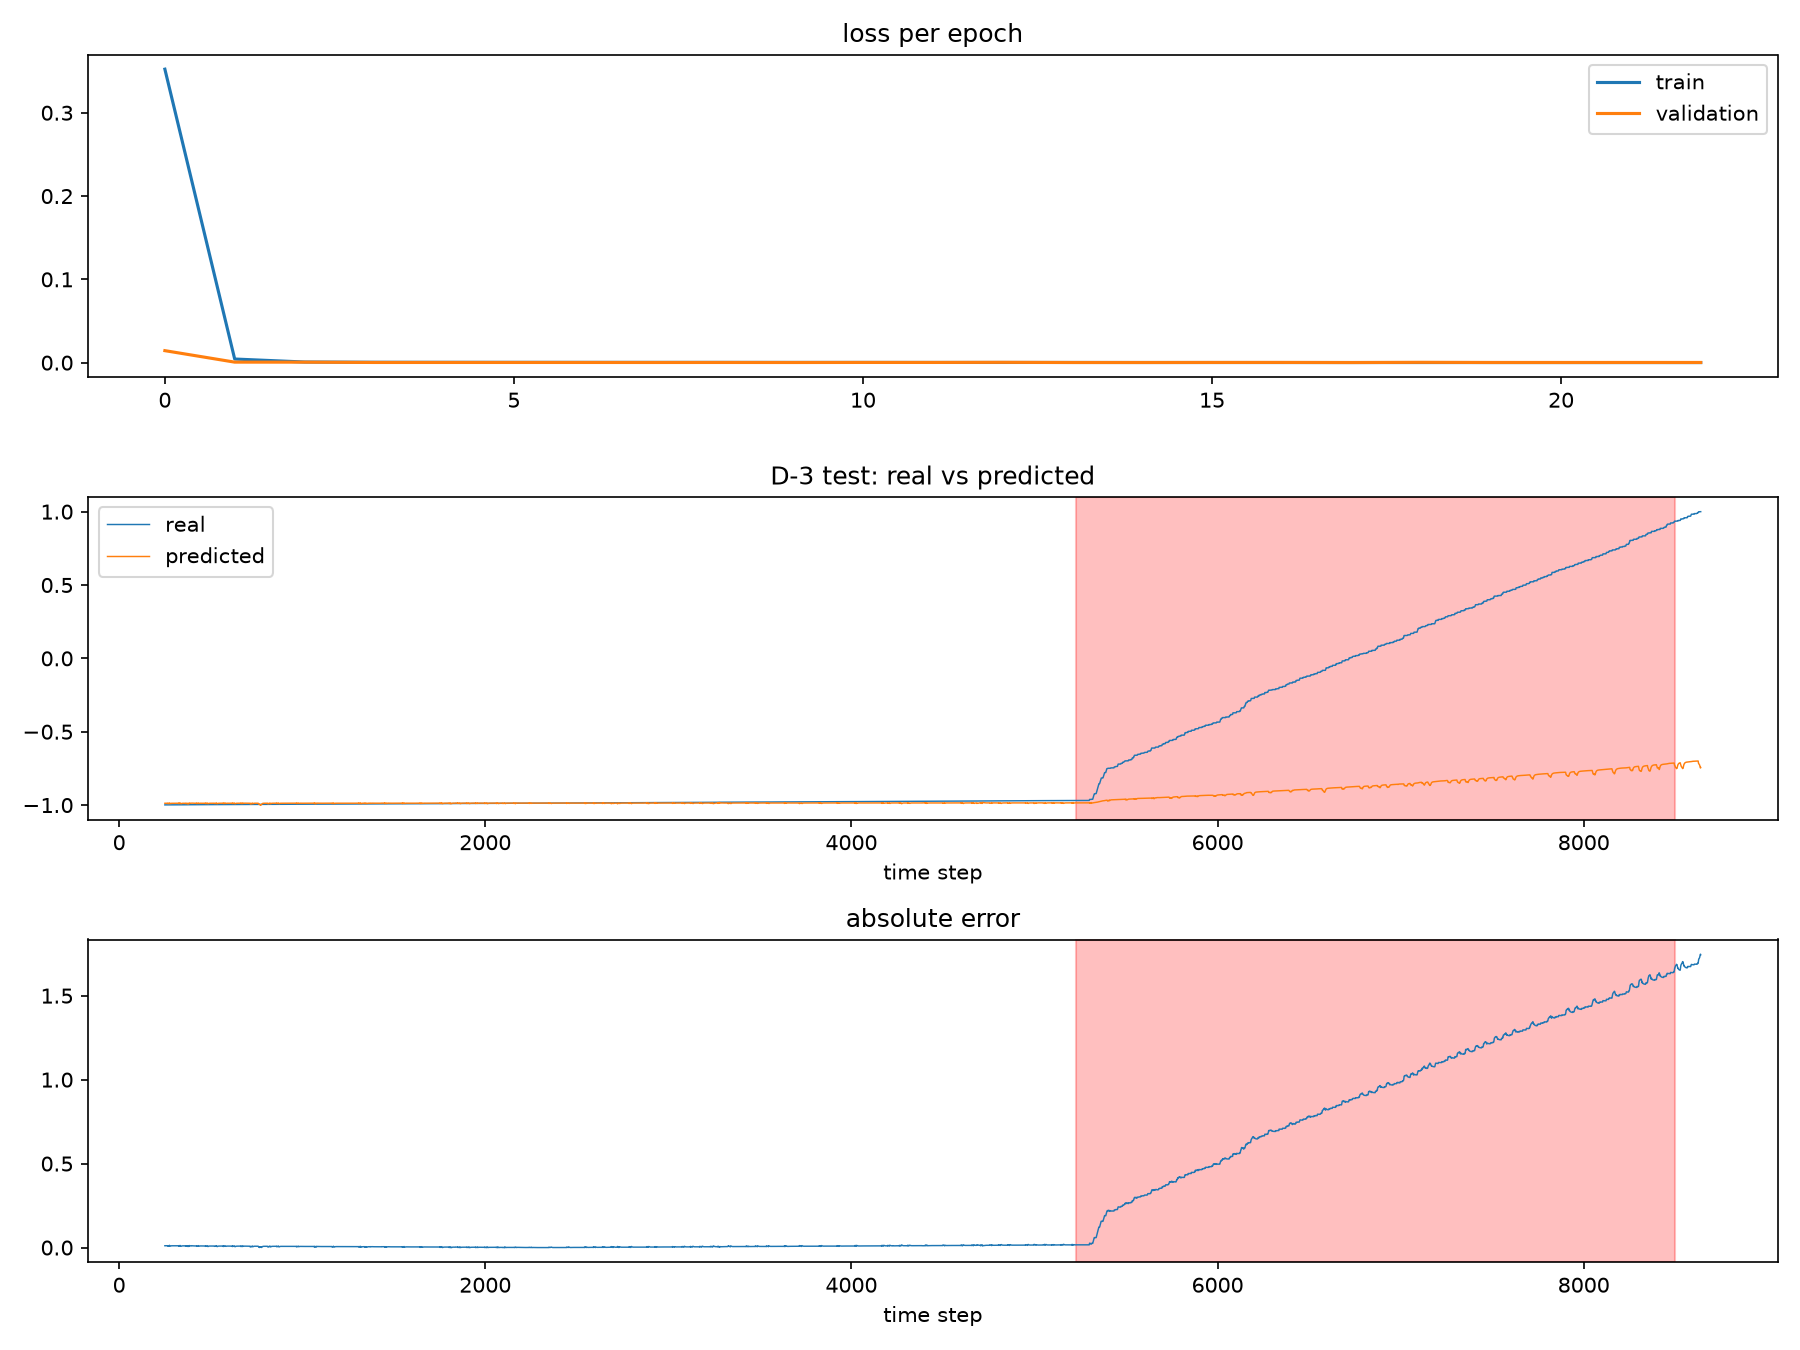 loss per epoch
0.3
0.2
0.1
0.0
train
validation
0 5 10 15 20
D-3 test: real vs predicted
1.0
0.5
0.0
−0.5
−1.0
real
predicted
0 2000 4000 6000 8000
time step
absolute error
1.5
1.0
0.5
0.0
0 2000 4000 6000 8000
time step